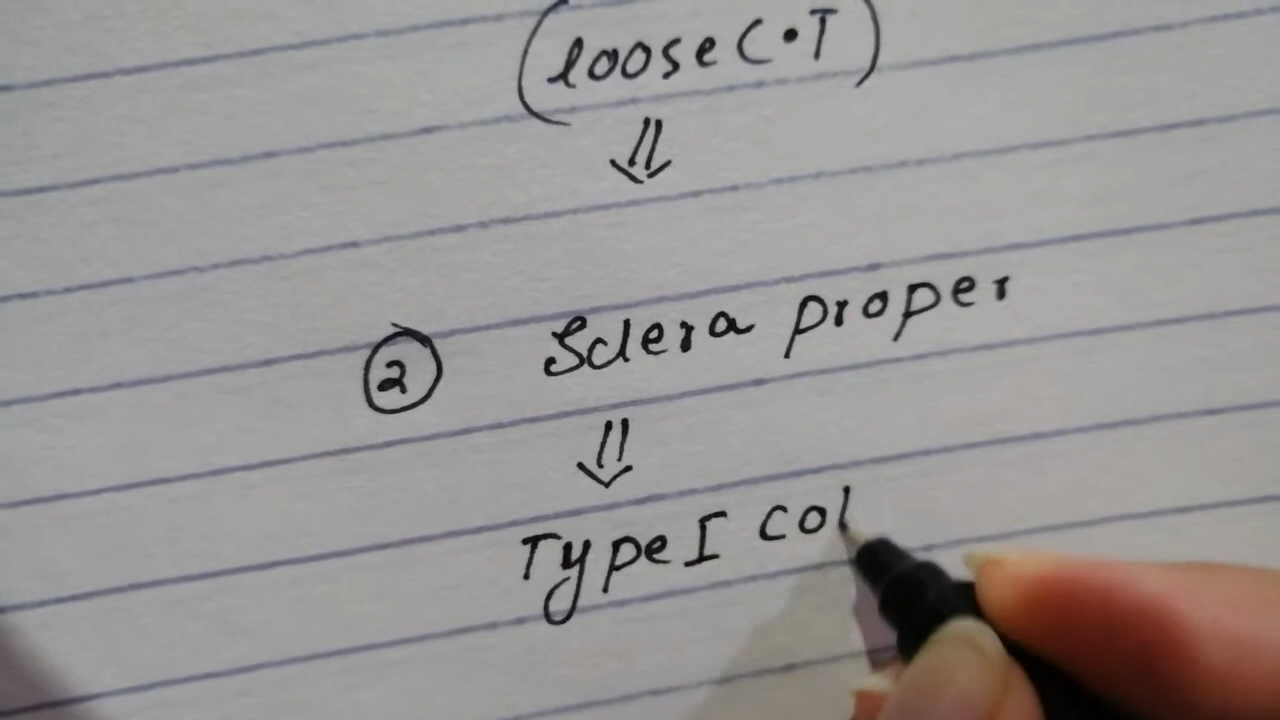 (loose C•T)
⇓
② Sclera proper
⇓
Type I col